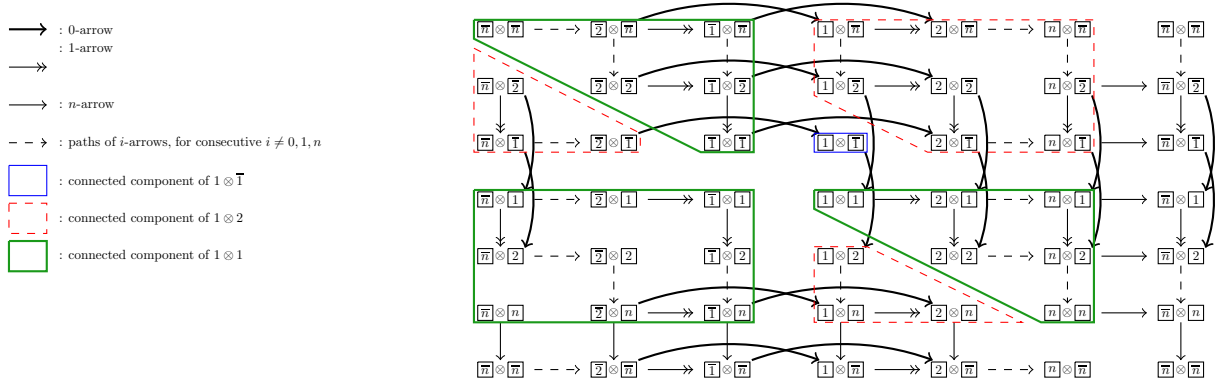 : 0-arrow
: 1-arrow
: n-arrow
: paths of i-arrows, for consecutive i ≠ 0, 1, n
: connected component of 1 ⊗ 1̅
: connected component of 1 ⊗ 2
: connected component of 1 ⊗ 1
n̅ ⊗ n̅ 2̅ ⊗ n̅ 1̅ ⊗ n̅ 1 ⊗ n̅ 2 ⊗ n̅ n ⊗ n̅ n̅ ⊗ n̅
n̅ ⊗ 2̅ 2̅ ⊗ 2̅ 1̅ ⊗ 2̅ 1 ⊗ 2̅ 2 ⊗ 2̅ n ⊗ 2̅ n̅ ⊗ 2̅
n̅ ⊗ 1̅ 2̅ ⊗ 1̅ 1̅ ⊗ 1̅ 1 ⊗ 1̅ 2 ⊗ 1̅ n ⊗ 1̅ n̅ ⊗ 1̅
n̅ ⊗ 1 2̅ ⊗ 1 1̅ ⊗ 1 1 ⊗ 1 2 ⊗ 1 n ⊗ 1 n̅ ⊗ 1
n̅ ⊗ 2 2̅ ⊗ 2 1̅ ⊗ 2 1 ⊗ 2 2 ⊗ 2 n ⊗ 2 n̅ ⊗ 2
n̅ ⊗ n 2̅ ⊗ n 1̅ ⊗ n 1 ⊗ n 2 ⊗ n n ⊗ n n̅ ⊗ n
n̅ ⊗ n̅ 2̅ ⊗ n̅ 1̅ ⊗ n̅ 1 ⊗ n̅ 2 ⊗ n̅ n ⊗ n̅ n̅ ⊗ n̅